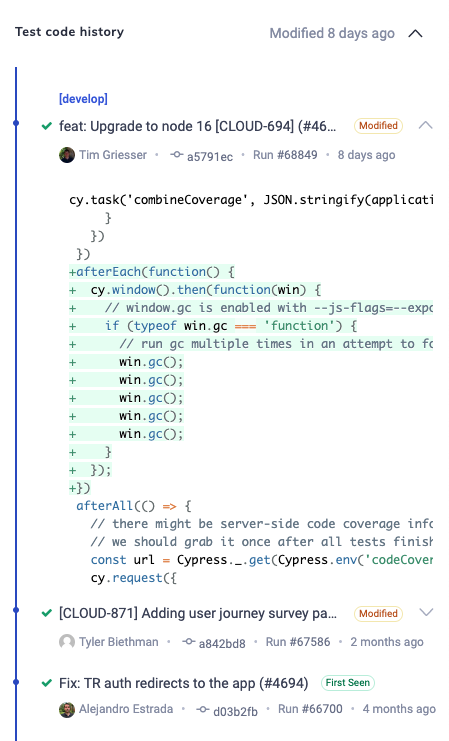 Test code history
Modified 8 days ago
[develop]
feat: Upgrade to node 16 [CLOUD-694] (#46...
Modified
Tim Griesser • a5791ec • Run #68849 • 8 days ago
cy.task('combineCoverage', JSON.stringify(applicati
}
})
})
+afterEach(function() {
+ cy.window().then(function(win) {
+ // window.gc is enabled with --js-flags=--expo
+ if (typeof win.gc === 'function') {
+ // run gc multiple times in an attempt to fo
+ win.gc();
+ win.gc();
+ win.gc();
+ win.gc();
+ win.gc();
+ }
+ });
+})
afterAll(() => {
// there might be server-side code coverage info
// we should grab it once after all tests finish
const url = Cypress._.get(Cypress.env('codeCover
cy.request({
[CLOUD-871] Adding user journey survey pa...
Modified
Tyler Biethman • a842bd8 • Run #67586 • 2 months ago
Fix: TR auth redirects to the app (#4694)
First Seen
Alejandro Estrada • d03b2fb • Run #66700 • 4 months ago